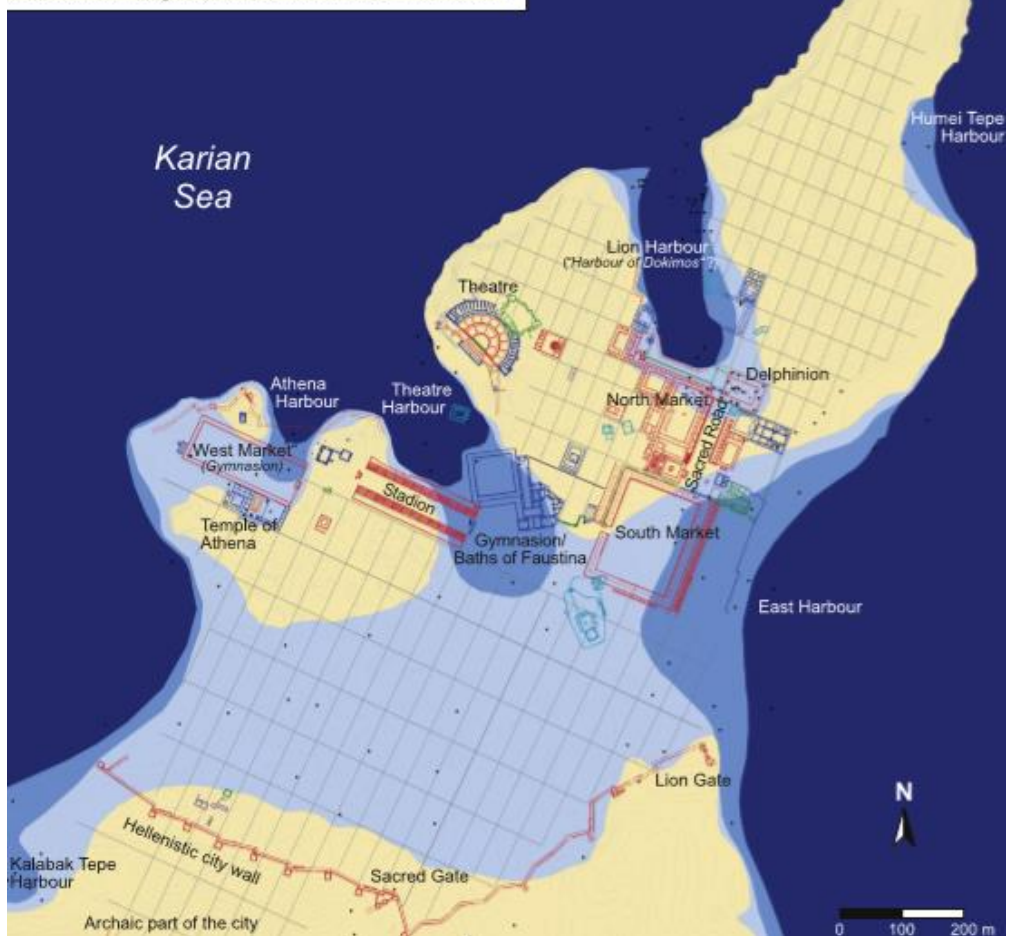 Karian
Sea
Humei Tepe
Harbour
Lion Harbour
("Harbour of Dokimos"?)
Theatre
Delphinion
Athena
Harbour
Theatre
Harbour
North Market
Sacred Road
"West Market"
(Gymnasion)
Stadion
Temple of
Athena
Gymnasion/
Baths of Faustina
South Market
East Harbour
Lion Gate
N
Hellenistic city wall
Kalabak Tepe
Harbour
Sacred Gate
Archaic part of the city
0 100 200 m